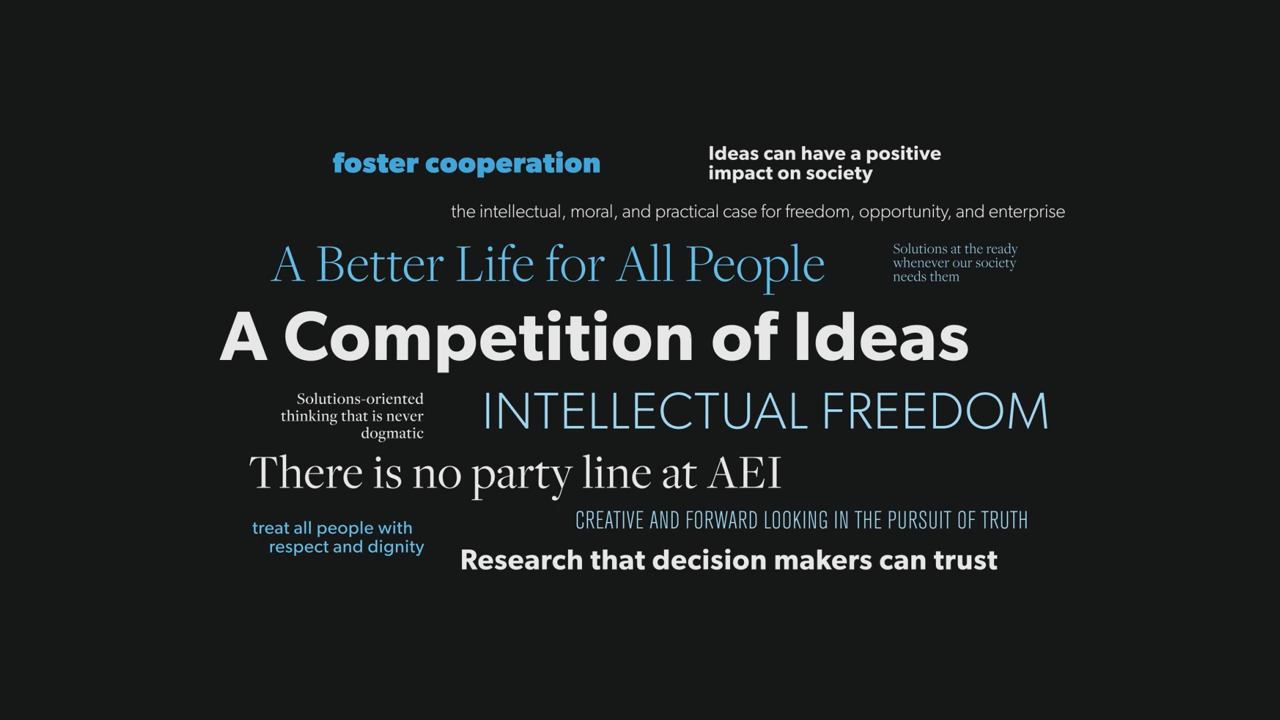 foster cooperation
Ideas can have a positive
impact on society
the intellectual, moral, and practical case for freedom, opportunity, and enterprise
A Better Life for All People
Solutions at the ready
whenever our society
needs them
A Competition of Ideas
Solutions-oriented
thinking that is never
dogmatic
INTELLECTUAL FREEDOM
There is no party line at AEI
CREATIVE AND FORWARD LOOKING IN THE PURSUIT OF TRUTH
treat all people with
respect and dignity
Research that decision makers can trust